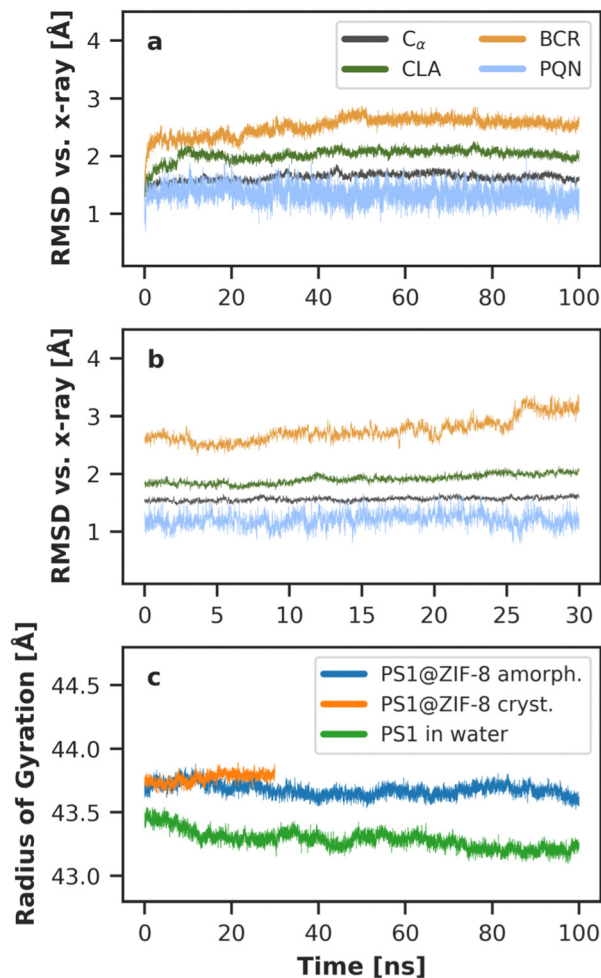 a
C_α
BCR
CLA
PQN
RMSD vs. x-ray [Å]
4
3
2
1
0 20 40 60 80 100
b
RMSD vs. x-ray [Å]
4
3
2
1
0 5 10 15 20 25 30
c
PS1@ZIF-8 amorph.
PS1@ZIF-8 cryst.
PS1 in water
Radius of Gyration [Å]
44.5
44.0
43.5
43.0
0 20 40 60 80 100
Time [ns]